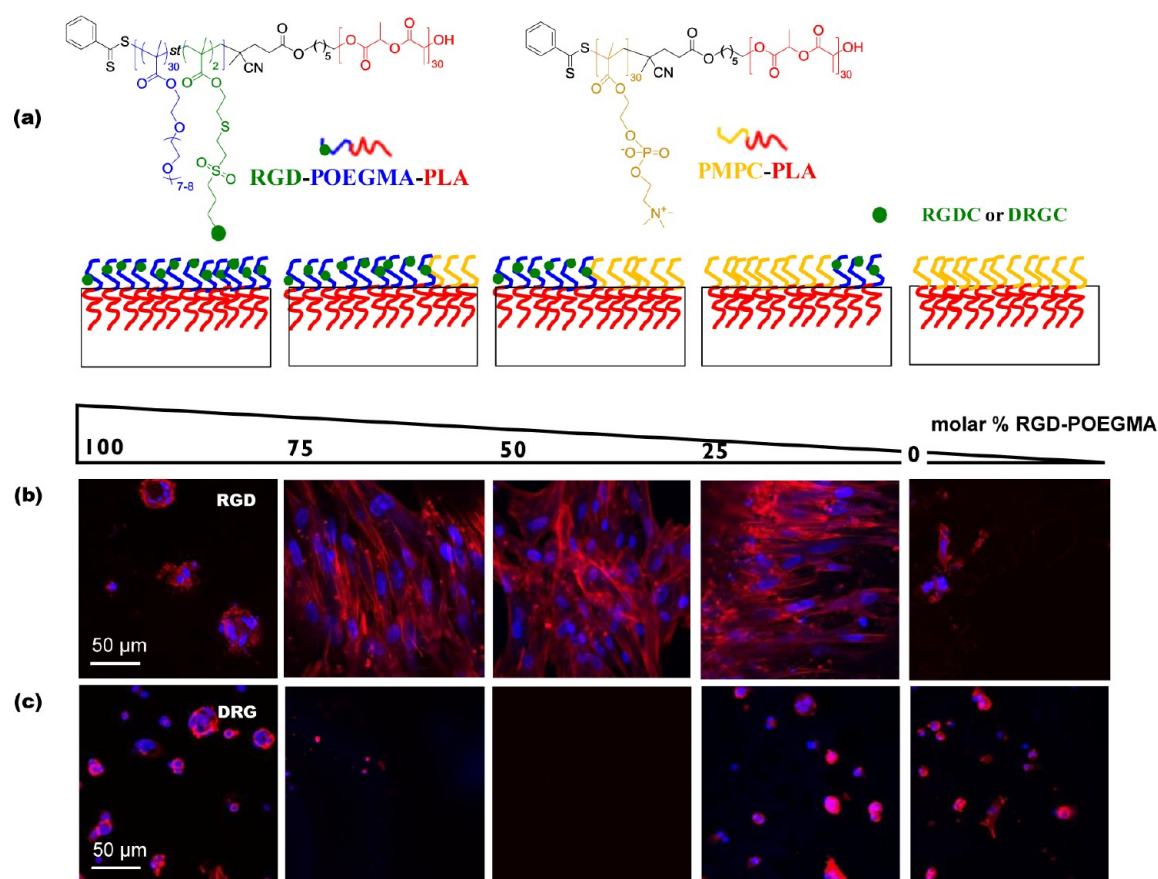 (a)
S
S
30
st
2
CN
O
O
O
5
O
O
O
O
OH
30
O
O
O
O
7-8
O
O
S
O
S
O
RGD-POEGMA-PLA
S
S
30
CN
O
O
O
5
O
O
O
O
OH
30
O
O
O
-O
P
O
O
N+
PMPC-PLA
RGDC or DRGC
molar % RGD-POEGMA
100
75
50
25
0
(b)
RGD
50 µm
(c)
DRG
50 µm